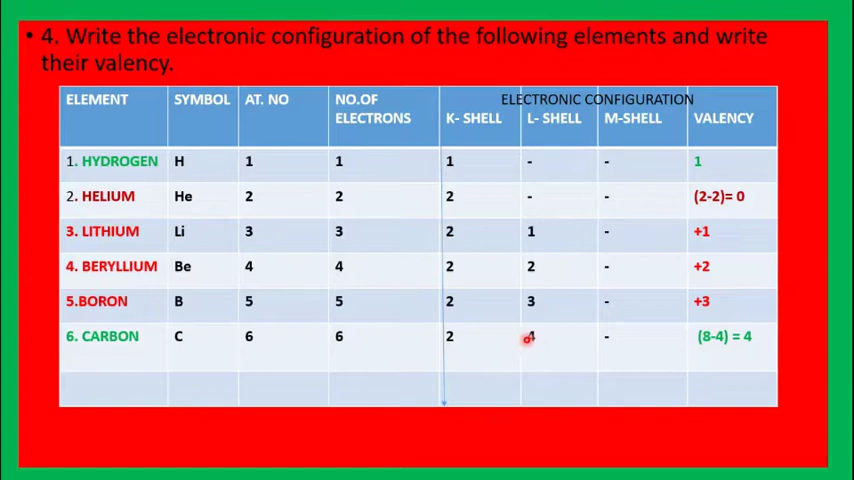 • 4. Write the electronic configuration of the following elements and write
their valency.
ELEMENT SYMBOL AT. NO NO.OF ELECTRONIC CONFIGURATION
ELECTRONS K- SHELL L- SHELL M-SHELL VALENCY
1. HYDROGEN H 1 1 1 - - 1
2. HELIUM He 2 2 2 - - (2-2)= 0
3. LITHIUM Li 3 3 2 1 - +1
4. BERYLLIUM Be 4 4 2 2 - +2
5.BORON B 5 5 2 3 - +3
6. CARBON C 6 6 2 4 - (8-4) = 4